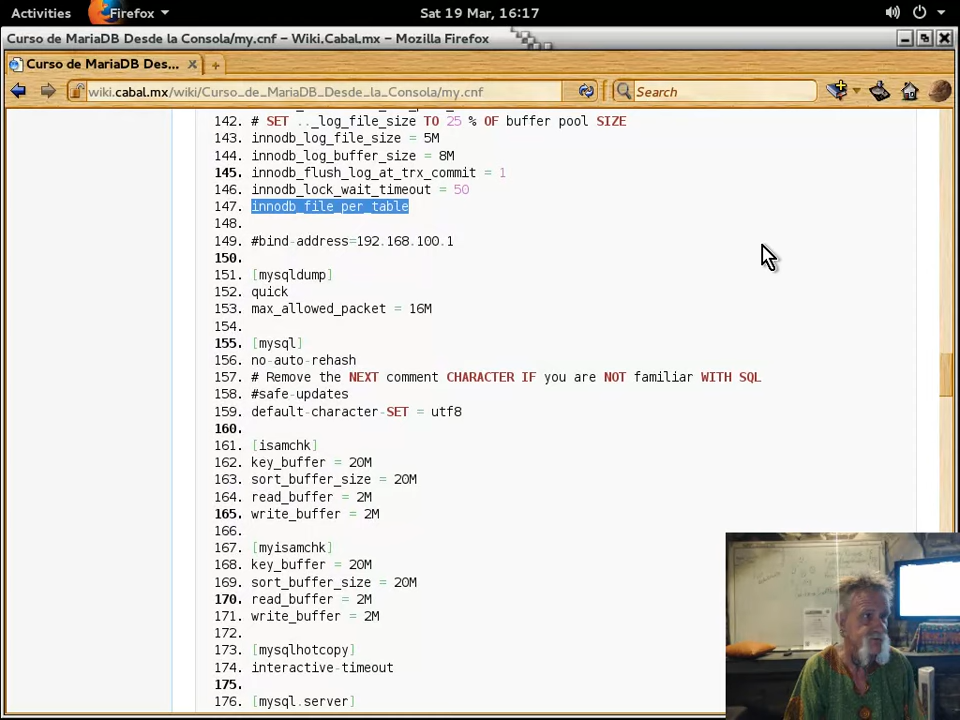 Activities Firefox Sat 19 Mar, 16:17
Curso de MariaDB Desde la Consola/my.cnf – Wiki.Cabal.mx – Mozilla Firefox
Curso de MariaDB Des...
wiki.cabal.mx/wiki/Curso_de_MariaDB_Desde_la_Consola/my.cnf Search
142. # SET .._log_file_size TO 25 % OF buffer pool SIZE
143. innodb_log_file_size = 5M
144. innodb_log_buffer_size = 8M
145. innodb_flush_log_at_trx_commit = 1
146. innodb_lock_wait_timeout = 50
147. innodb_file_per_table
148.
149. #bind-address=192.168.100.1
150.
151. [mysqldump]
152. quick
153. max_allowed_packet = 16M
154.
155. [mysql]
156. no-auto-rehash
157. # Remove the NEXT comment CHARACTER IF you are NOT familiar WITH SQL
158. #safe-updates
159. default-character-SET = utf8
160.
161. [isamchk]
162. key_buffer = 20M
163. sort_buffer_size = 20M
164. read_buffer = 2M
165. write_buffer = 2M
166.
167. [myisamchk]
168. key_buffer = 20M
169. sort_buffer_size = 20M
170. read_buffer = 2M
171. write_buffer = 2M
172.
173. [mysqlhotcopy]
174. interactive-timeout
175.
176. [mysql.server]